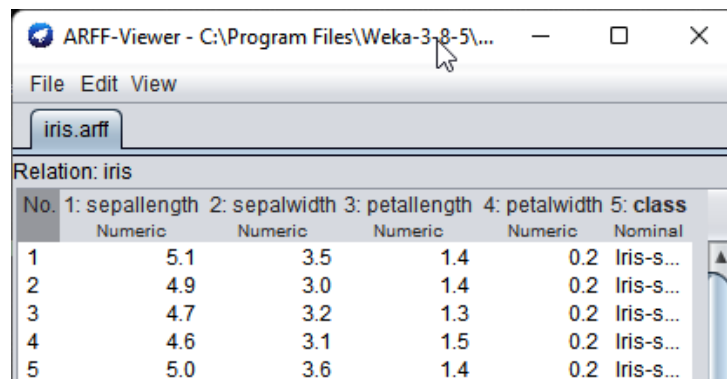 ARFF-Viewer - C:\Program Files\Weka-3-8-5\...
File Edit View
iris.arff
Relation: iris
No. 1: sepallength 2: sepalwidth 3: petallength 4: petalwidth 5: class
Numeric Numeric Numeric Numeric Nominal
1 5.1 3.5 1.4 0.2 Iris-s...
2 4.9 3.0 1.4 0.2 Iris-s...
3 4.7 3.2 1.3 0.2 Iris-s...
4 4.6 3.1 1.5 0.2 Iris-s...
5 5.0 3.6 1.4 0.2 Iris-s...